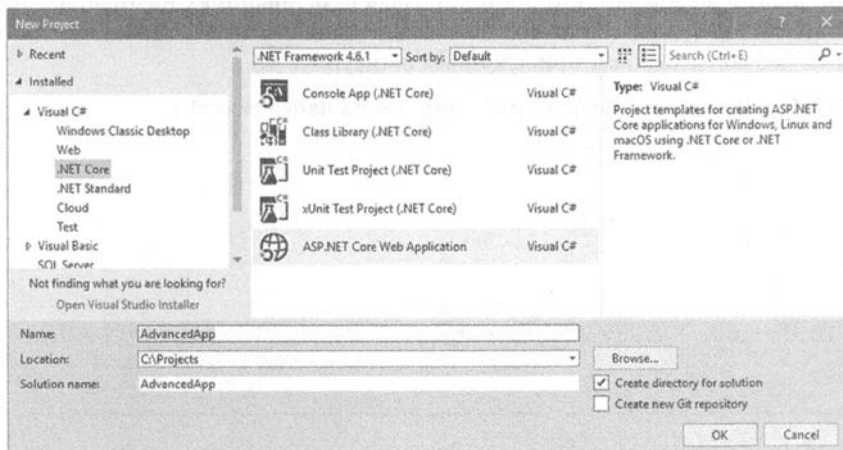 New Project
? ×
Recent
Installed
Visual C#
Windows Classic Desktop
Web
.NET Core
.NET Standard
Cloud
Test
Visual Basic
SQL Server
Not finding what you are looking for?
Open Visual Studio Installer
.NET Framework 4.6.1 Sort by: Default
Search (Ctrl+E)
Console App (.NET Core) Visual C#
Class Library (.NET Core) Visual C#
Unit Test Project (.NET Core) Visual C#
xUnit Test Project (.NET Core) Visual C#
ASP.NET Core Web Application Visual C#
Type: Visual C#
Project templates for creating ASP.NET
Core applications for Windows, Linux and
macOS using .NET Core or .NET
Framework.
Name: AdvancedApp
Location: C:\Projects Browse...
Solution name: AdvancedApp
Create directory for solution
Create new Git repository
OK Cancel